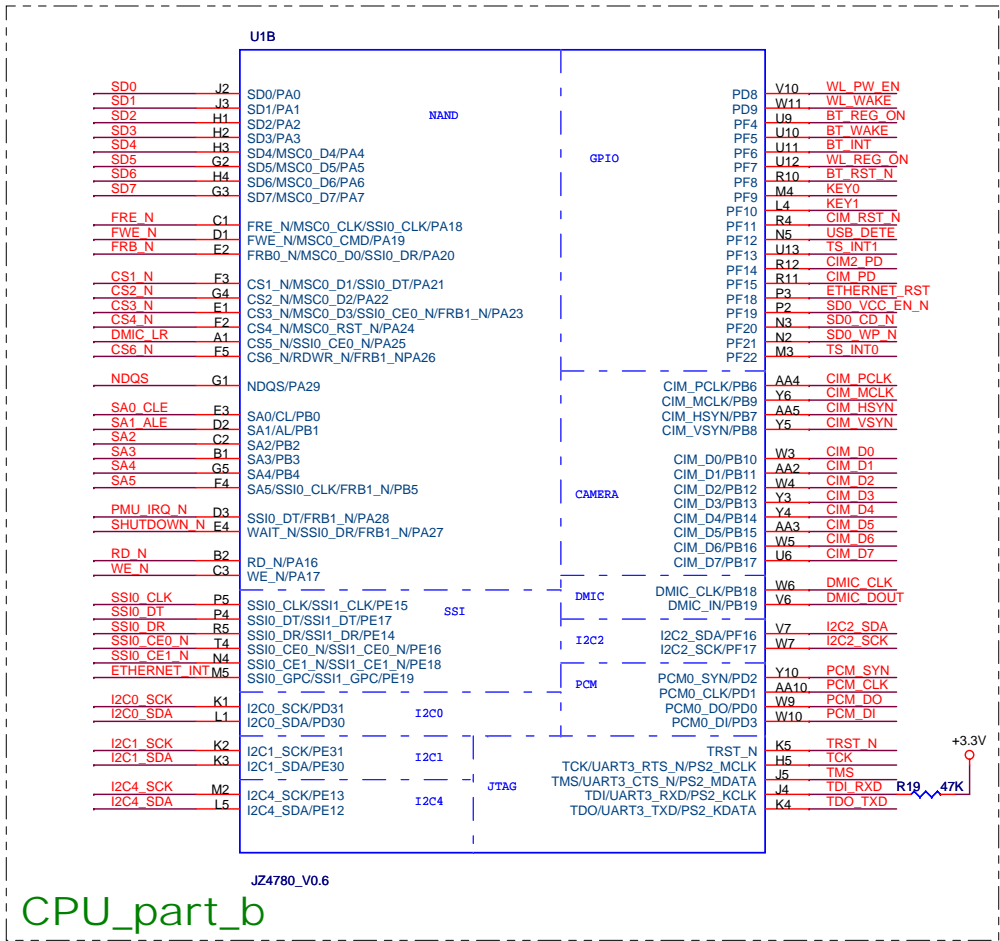 U1B
SD0 J2 SD0/PA0
SD1 J3 SD1/PA1
SD2 H1 SD2/PA2
SD3 H2 SD3/PA3
SD4 H3 SD4/MSC0_D4/PA4
SD5 G2 SD5/MSC0_D5/PA5
SD6 H4 SD6/MSC0_D6/PA6
SD7 G3 SD7/MSC0_D7/PA7
FRE_N C1 FRE_N/MSC0_CLK/SSI0_CLK/PA18
FWE_N D1 FWE_N/MSC0_CMD/PA19
FRB_N E2 FRB0_N/MSC0_D0/SSI0_DR/PA20
CS1_N F3 CS1_N/MSC0_D1/SSI0_DT/PA21
CS2_N G4 CS2_N/MSC0_D2/PA22
CS3_N E1 CS3_N/MSC0_D3/SSI0_CE0_N/FRB1_N/PA23
CS4_N F2 CS4_N/MSC0_RST_N/PA24
DMIC_LR A1 CS5_N/SSI0_CE0_N/PA25
CS6_N F5 CS6_N/RDWR_N/FRB1_NPA26
NDQS G1 NDQS/PA29
SA0_CLE E3 SA0/CL/PB0
SA1_ALE D2 SA1/AL/PB1
SA2 C2 SA2/PB2
SA3 B1 SA3/PB3
SA4 G5 SA4/PB4
SA5 F4 SA5/SSI0_CLK/FRB1_N/PB5
PMU_IRQ_N D3 SSI0_DT/FRB1_N/PA28
SHUTDOWN_N E4 WAIT_N/SSI0_DR/FRB1_N/PA27
RD_N B2 RD_N/PA16
WE_N C3 WE_N/PA17
SSI0_CLK P5 SSI0_CLK/SSI1_CLK/PE15
SSI0_DT P4 SSI0_DT/SSI1_DT/PE17
SSI0_DR R5 SSI0_DR/SSI1_DR/PE14
SSI0_CE0_N T4 SSI0_CE0_N/SSI1_CE0_N/PE16
SSI0_CE1_N N4 SSI0_CE1_N/SSI1_CE1_N/PE18
ETHERNET_INT M5 SSI0_GPC/SSI1_GPC/PE19
I2C0_SCK K1 I2C0_SCK/PD31
I2C0_SDA L1 I2C0_SDA/PD30
I2C1_SCK K2 I2C1_SCK/PE31
I2C1_SDA K3 I2C1_SDA/PE30
I2C4_SCK M2 I2C4_SCK/PE13
I2C4_SDA L5 I2C4_SDA/PE12
NAND
SSI
I2C0
I2C1
I2C4
GPIO
CAMERA
DMIC
I2C2
PCM
JTAG
PD8 V10 WL_PW_EN
PD9 W11 WL_WAKE
PF4 U9 BT_REG_ON
PF5 U10 BT_WAKE
PF6 U11 BT_INT
PF7 U12 WL_REG_ON
PF8 R10 BT_RST_N
PF9 M4 KEY0
PF10 L4 KEY1
PF11 R4 CIM_RST_N
PF12 N5 USB_DETE
PF13 U13 TS_INT1
PF14 R12 CIM2_PD
PF15 R11 CIM_PD
PF18 P3 ETHERNET_RST
PF19 P2 SD0_VCC_EN_N
PF20 N3 SD0_CD_N
PF21 N2 SD0_WP_N
PF22 M3 TS_INT0
CIM_PCLK/PB6 AA4 CIM_PCLK
CIM_MCLK/PB9 Y6 CIM_MCLK
CIM_HSYN/PB7 AA5 CIM_HSYN
CIM_VSYN/PB8 Y5 CIM_VSYN
CIM_D0/PB10 W3 CIM_D0
CIM_D1/PB11 AA2 CIM_D1
CIM_D2/PB12 W4 CIM_D2
CIM_D3/PB13 Y3 CIM_D3
CIM_D4/PB14 Y4 CIM_D4
CIM_D5/PB15 AA3 CIM_D5
CIM_D6/PB16 W5 CIM_D6
CIM_D7/PB17 U6 CIM_D7
DMIC_CLK/PB18 W6 DMIC_CLK
DMIC_IN/PB19 V6 DMIC_DOUT
I2C2_SDA/PF16 V7 I2C2_SDA
I2C2_SCK/PF17 W7 I2C2_SCK
PCM0_SYN/PD2 Y10 PCM_SYN
PCM0_CLK/PD1 AA10 PCM_CLK
PCM0_DO/PD0 W9 PCM_DO
PCM0_DI/PD3 W10 PCM_DI
TRST_N K5 TRST_N
TCK/UART3_RTS_N/PS2_MCLK H5 TCK
TMS/UART3_CTS_N/PS2_MDATA J5 TMS
TDI/UART3_RXD/PS2_KCLK J4 TDI_RXD R19 47K
TDO/UART3_TXD/PS2_KDATA K4 TDO_TXD
+3.3V
JZ4780_V0.6
CPU_part_b